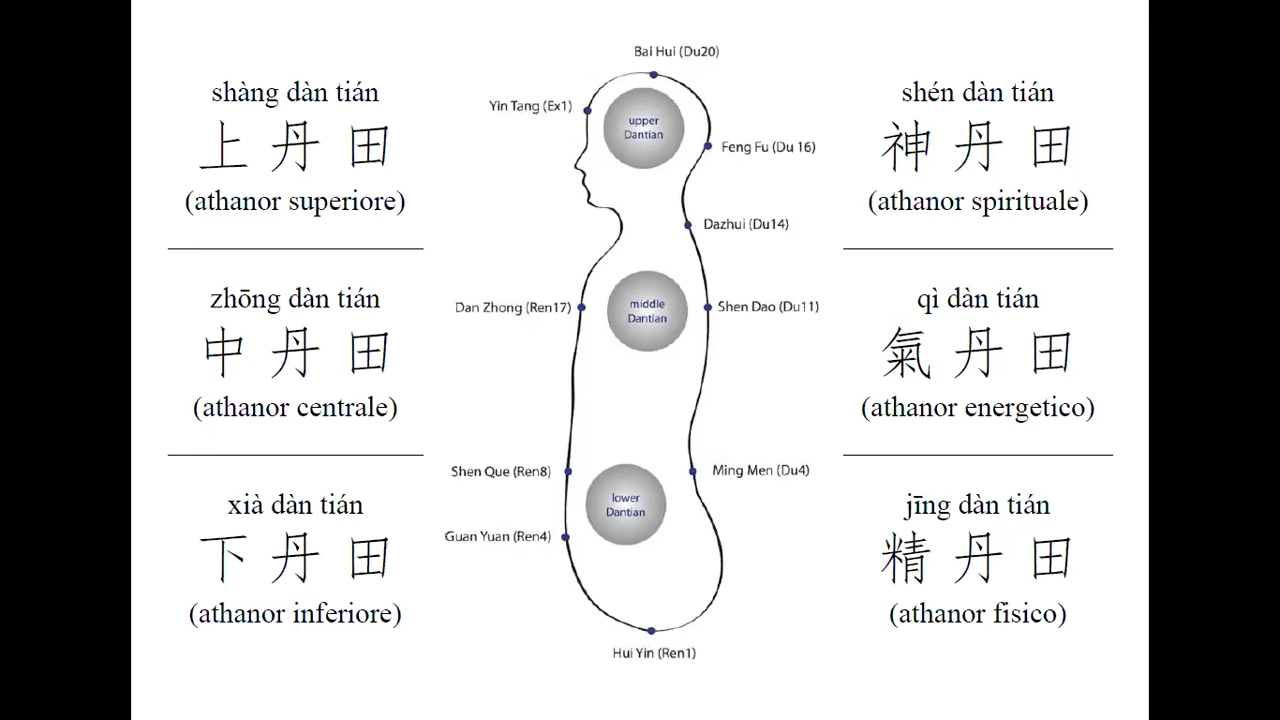 shàng dàn tián
上 丹 田
(athanor superiore)
zhōng dàn tián
中 丹 田
(athanor centrale)
xià dàn tián
下 丹 田
(athanor inferiore)
Bai Hui (Du20)
Yin Tang (Ex1)
upper
Dantian
Feng Fu (Du 16)
Dazhui (Du14)
Dan Zhong (Ren17)
middle
Dantian
Shen Dao (Du11)
Shen Que (Ren8)
Ming Men (Du4)
lower
Dantian
Guan Yuan (Ren4)
Hui Yin (Ren1)
shén dàn tián
神 丹 田
(athanor spirituale)
qì dàn tián
氣 丹 田
(athanor energetico)
jīng dàn tián
精 丹 田
(athanor fisico)